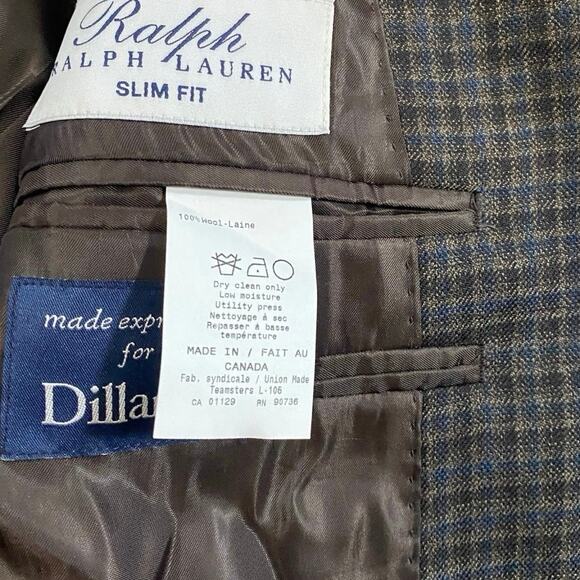 Ralph
RALPH LAUREN
SLIM FIT
100% Wool-Laine
Dry clean only
Low moisture
Utility press
Nettoyage à sec
Repasser à basse
température
MADE IN / FAIT AU
CANADA
Fab. syndicale / Union Made
Teamsters L-106
CA 01129 RN 90736
made expr
for
Dillar